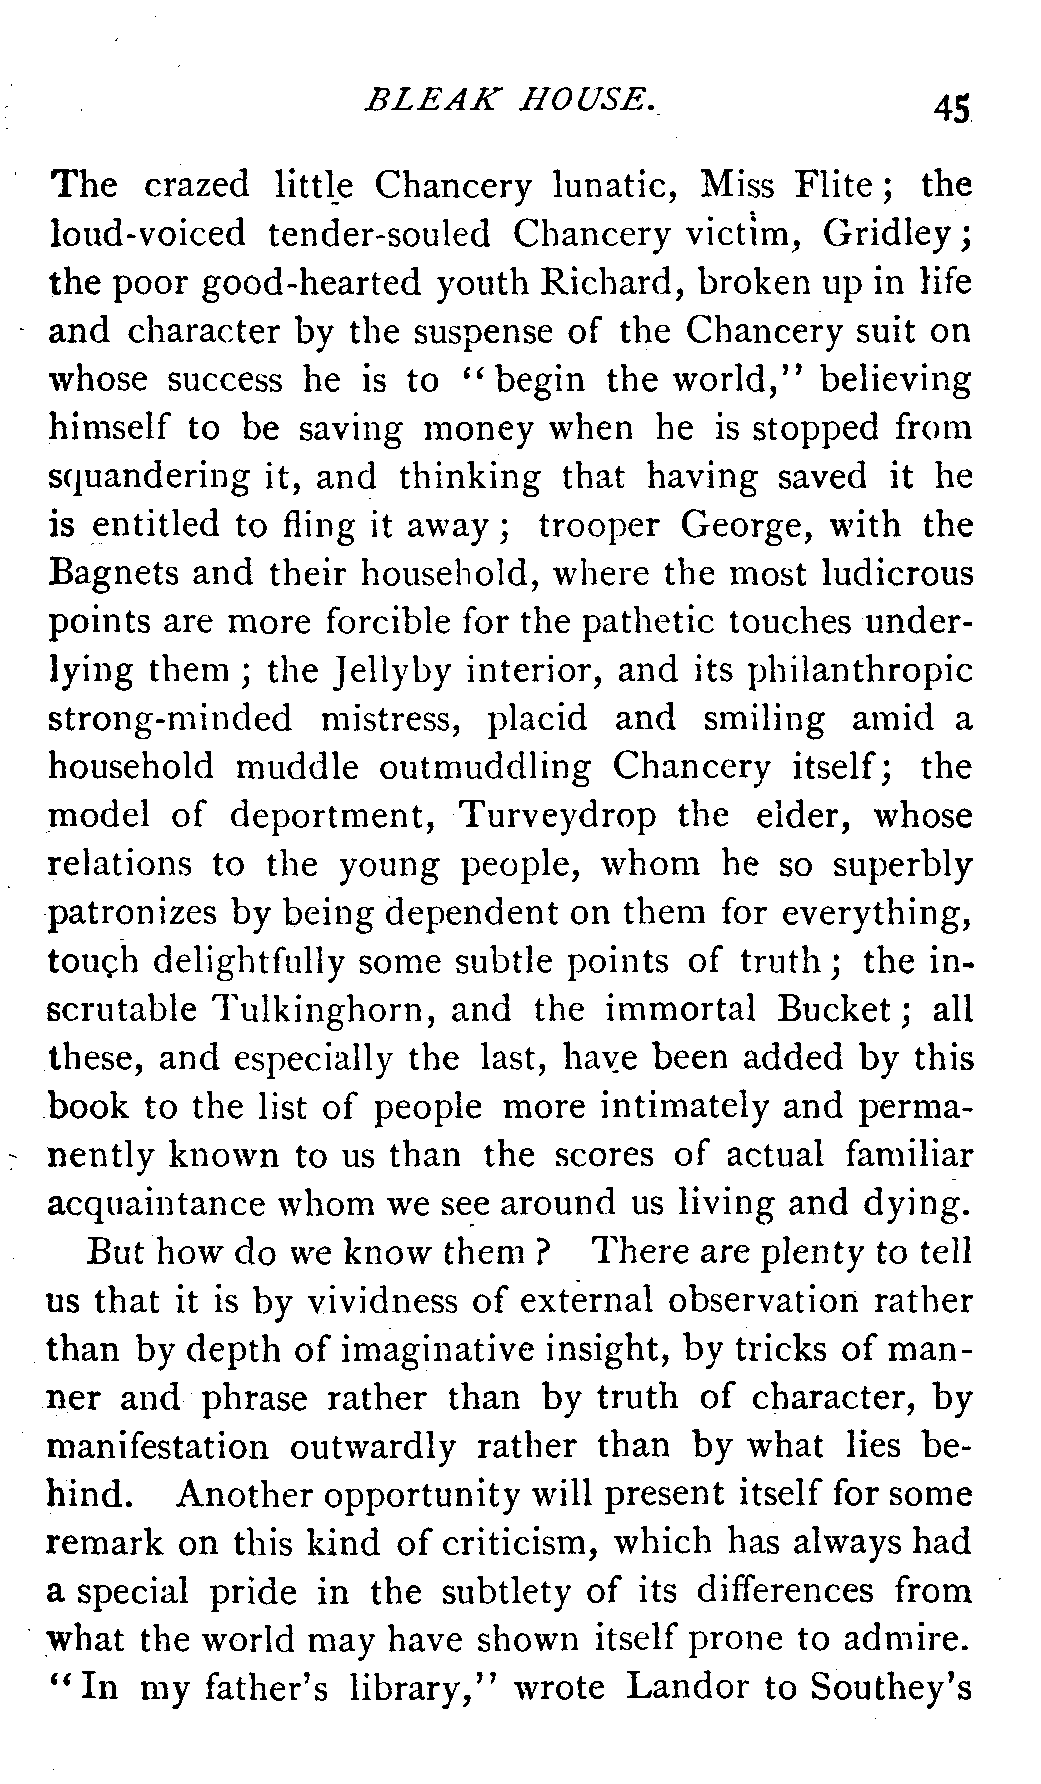 BLEAK HOUSE. 45
The crazed little Chancery lunatic, Miss Flite ; the
loud-voiced tender-souled Chancery victim, Gridley ;
the poor good-hearted youth Richard, broken up in life
and character by the suspense of the Chancery suit on
whose success he is to “ begin the world,” believing
himself to be saving money when he is stopped from
squandering it, and thinking that having saved it he
is entitled to fling it away ; trooper George, with the
Bagnets and their household, where the most ludicrous
points are more forcible for the pathetic touches under-
lying them ; the Jellyby interior, and its philanthropic
strong-minded mistress, placid and smiling amid a
household muddle outmuddling Chancery itself ; the
model of deportment, Turveydrop the elder, whose
relations to the young people, whom he so superbly
patronizes by being dependent on them for everything,
touch delightfully some subtle points of truth ; the in-
scrutable Tulkinghorn, and the immortal Bucket ; all
these, and especially the last, have been added by this
book to the list of people more intimately and perma-
nently known to us than the scores of actual familiar
acquaintance whom we see around us living and dying.
But how do we know them ? There are plenty to tell
us that it is by vividness of external observation rather
than by depth of imaginative insight, by tricks of man-
ner and phrase rather than by truth of character, by
manifestation outwardly rather than by what lies be-
hind. Another opportunity will present itself for some
remark on this kind of criticism, which has always had
a special pride in the subtlety of its differences from
what the world may have shown itself prone to admire.
“ In my father’s library,” wrote Landor to Southey’s